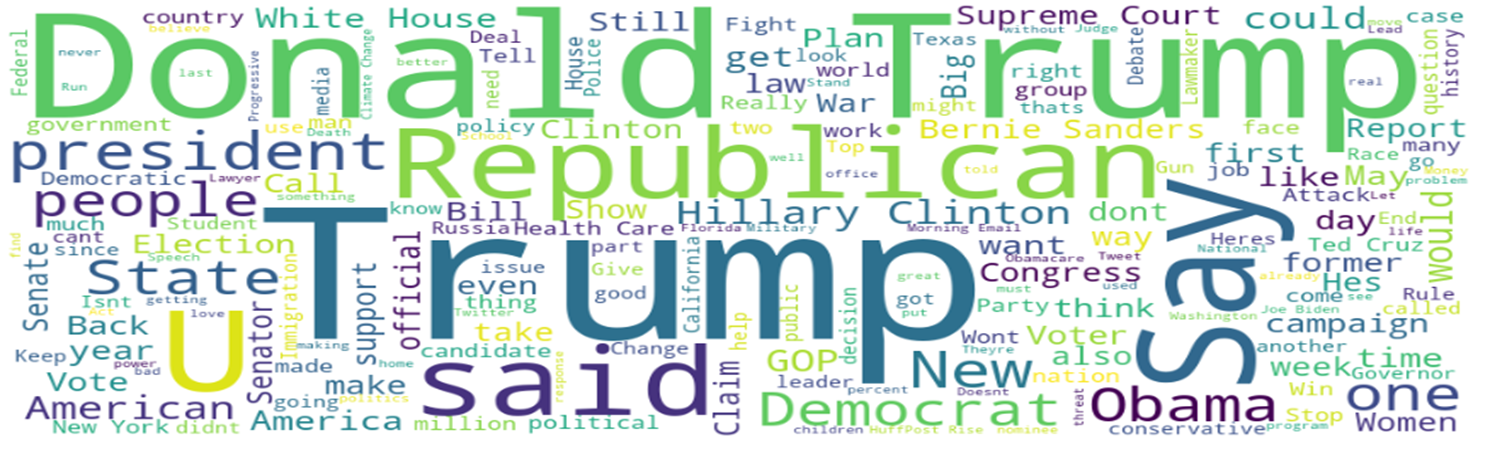 country White House Still Fight Supreme Court could move case
believe Deal Plan without Judge Lead
Federal never Donald Trump Tell House Police get look Texas Debate Lawmaker question history
last better world Big right real
Run Progressive media Climate Change need law Stand group
Really War might thats
government use man Death policy Clinton two work Bernie Sanders face Report
School Top many
president Republican well Gun first Race go
Democratic Lawyer Call office told job like May Money problem
people something Attack Let
know Bill Show Hillary Clinton dont Say would
much Student Russia Health Care Florida Military Morning Email day End life
cant Election official part California want way Heres Ted Cruz
find since Speech National
Senate State Trump issue Give Obamacare Tweet former
Immigration support even great Congress already Hes
Isnt getting thing good got must used come see Rule
love Twitter public decision put Party think Washington Joe Biden called
Act U Senator
Back take help Wont Voter campaign
making another
Keep year candidate Change Theyre also week time
power made home response GOP New
bad Governor
Vote make said Claim leader nation Win one
percent Doesnt
American going politics Democrat threat Obama Stop
America million political conservative program Women
New York didnt children HuffPost Rise nominee